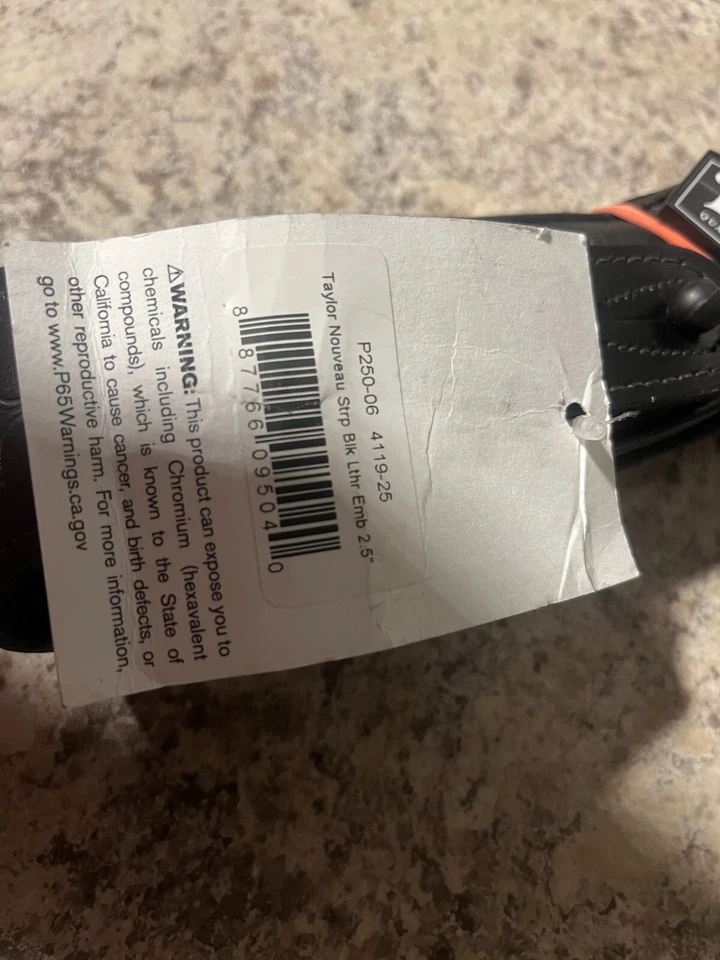 P250-06 4119-25
Taylor Nouveau Strp Blk Lthr Emb 2.5"
8 87766 09504 0
⚠WARNING: This product can expose you to
chemicals including Chromium (hexavalent
compounds), which is known to the State of
California to cause cancer, and birth defects, or
other reproductive harm. For more information,
go to www.P65Warnings.ca.gov